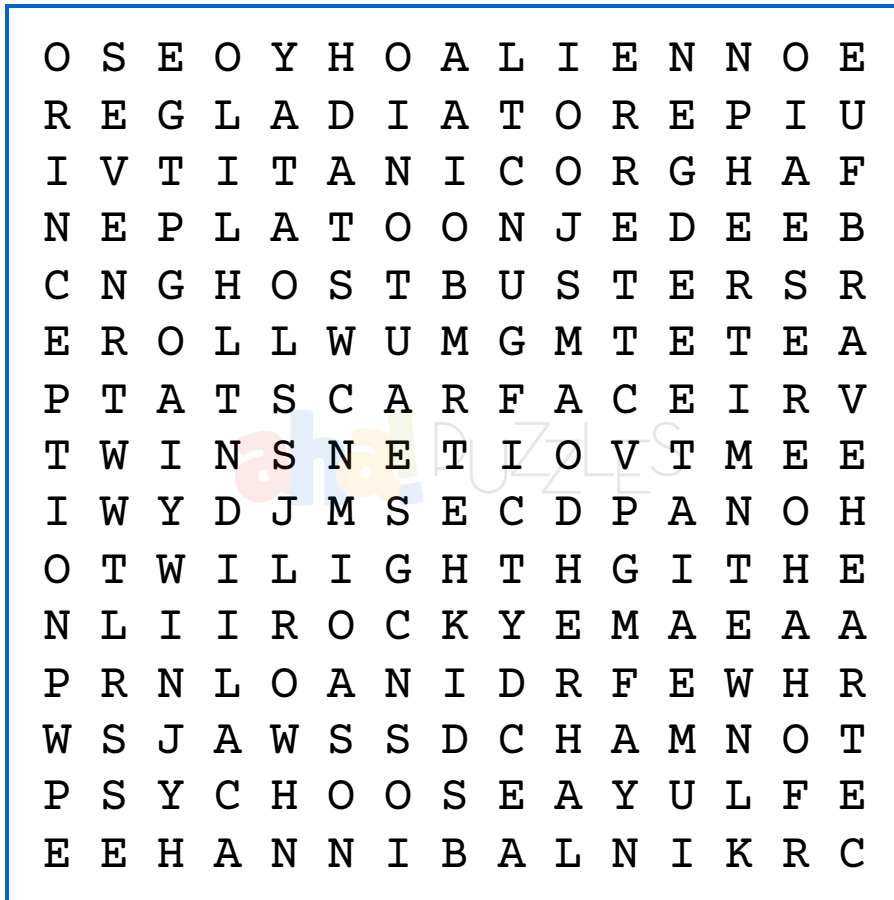 O S E O Y H O A L I E N N O E
R E G L A D I A T O R E P I U
I V T I T A N I C O R G H A F
N E P L A T O O N J E D E E B
C N G H O S T B U S T E R S R
E R O L L W U M G M T E T E A
P T A T S C A R F A C E I R V
T W I N S N E T I O V T M E E
I W Y D J M S E C D P A N O H
O T W I L I G H T H G I T H E
N L I I R O C K Y E M A E A A
P R N L O A N I D R F E W H R
W S J A W S S D C H A M N O T
P S Y C H O O S E A Y U L F E
E E H A N N I B A L N I K R C
aha! PUZZLES